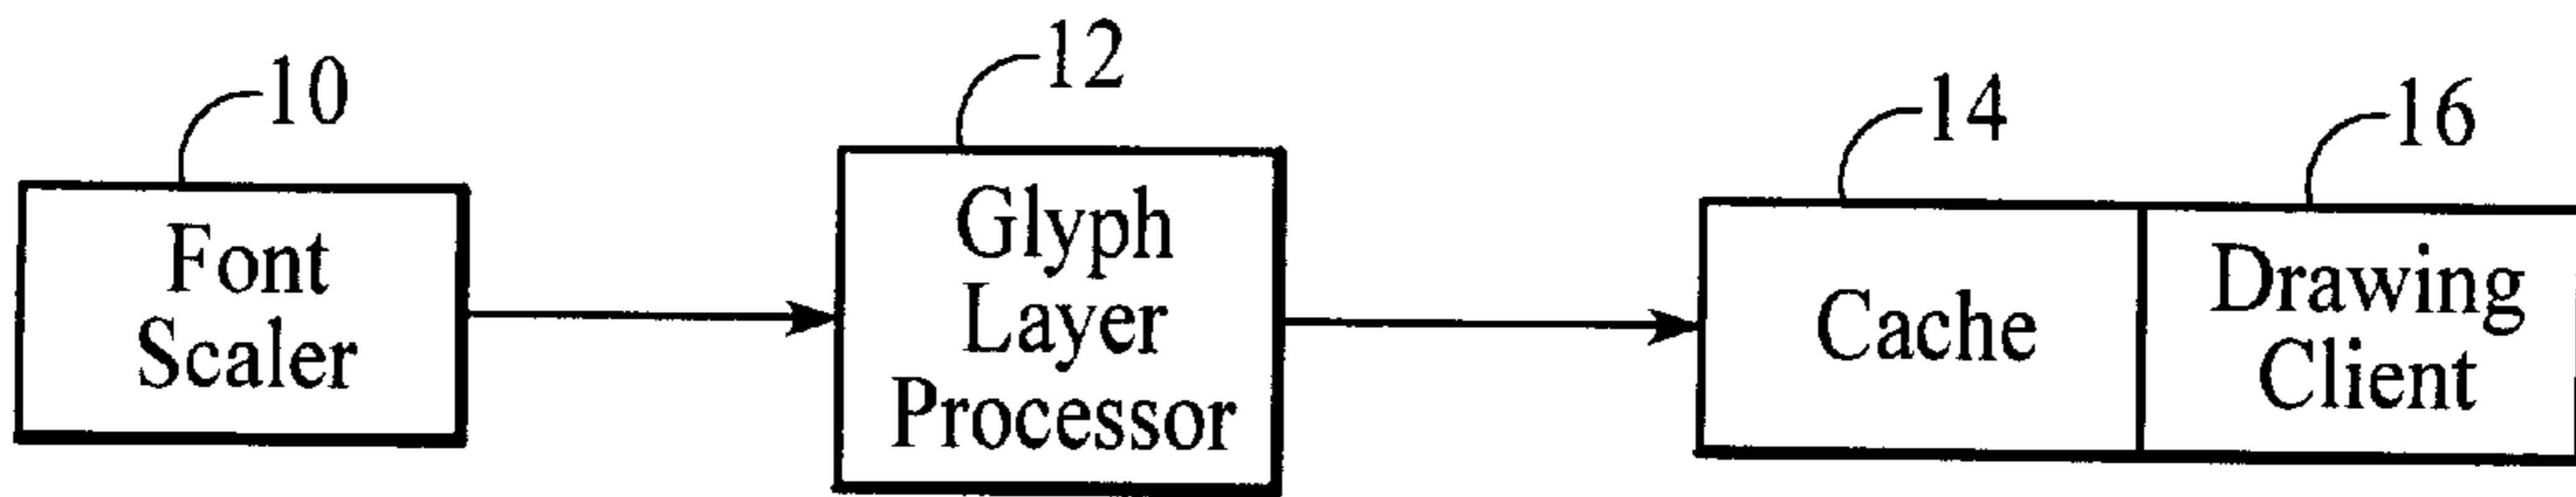 10
Font
Scaler
12
Glyph
Layer
Processor
14
Cache
16
Drawing
Client